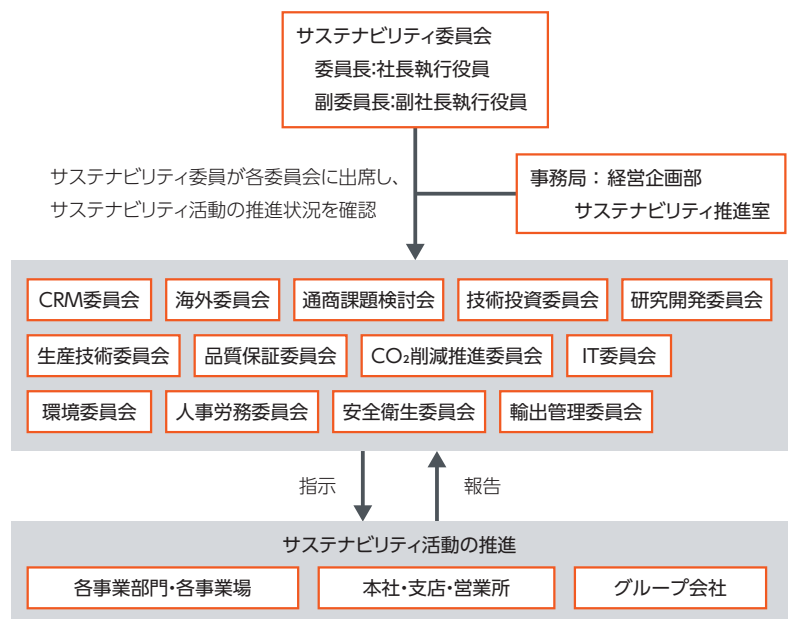 サステナビリティ委員会
委員長:社長執行役員
副委員長:副社長執行役員
サステナビリティ委員が各委員会に出席し、
サステナビリティ活動の推進状況を確認
事務局：経営企画部
サステナビリティ推進室
CRM委員会
海外委員会
通商課題検討会
技術投資委員会
研究開発委員会
生産技術委員会
品質保証委員会
CO₂削減推進委員会
IT委員会
環境委員会
人事労務委員会
安全衛生委員会
輸出管理委員会
指示
報告
サステナビリティ活動の推進
各事業部門・各事業場
本社・支店・営業所
グループ会社